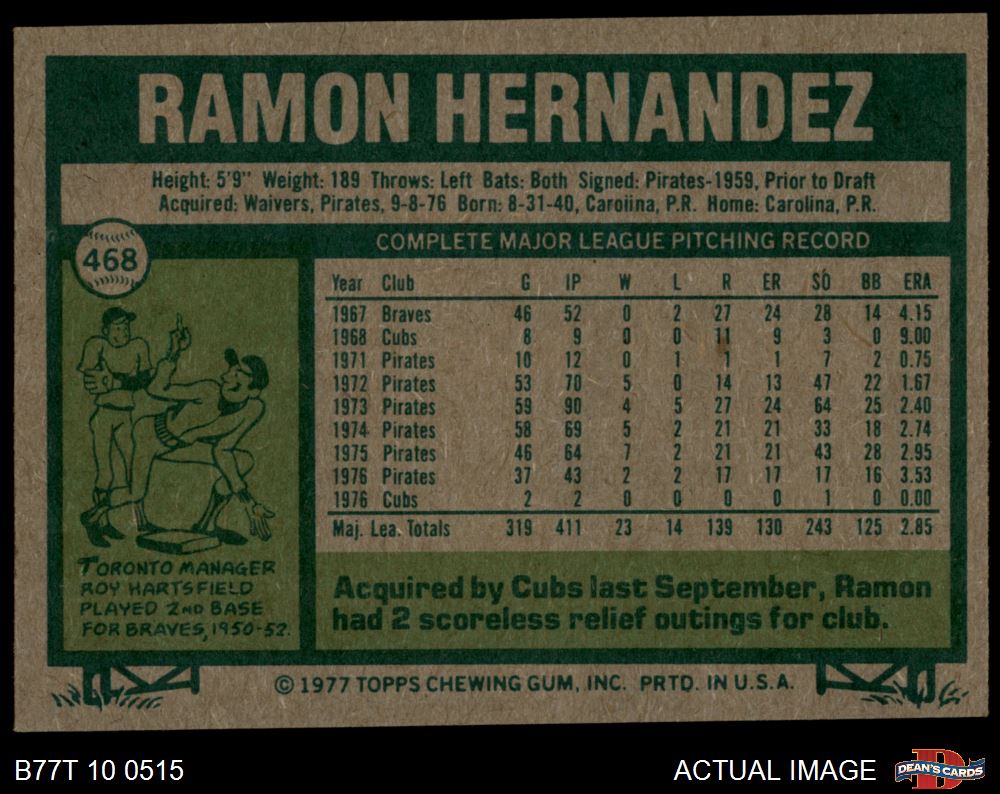 RAMON HERNANDEZ
Height: 5'9" Weight: 189 Throws: Left Bats: Both Signed: Pirates-1959, Prior to Draft
Acquired: Waivers, Pirates, 9-8-76 Born: 8-31-40, Carolina, P.R. Home: Carolina, P.R.
468
COMPLETE MAJOR LEAGUE PITCHING RECORD
Year Club G IP W L R ER SO BB ERA
1967 Braves 46 52 0 2 27 24 28 14 4.15
1968 Cubs 8 9 0 0 11 9 3 0 9.00
1971 Pirates 10 12 0 1 1 1 7 2 0.75
1972 Pirates 53 70 5 0 14 13 47 22 1.67
1973 Pirates 59 90 4 5 27 24 64 25 2.40
1974 Pirates 58 69 5 2 21 21 33 18 2.74
1975 Pirates 46 64 7 2 21 21 43 28 2.95
1976 Pirates 37 43 2 2 17 17 17 16 3.53
1976 Cubs 2 2 0 0 0 0 1 0 0.00
Maj. Lea. Totals 319 411 23 14 139 130 243 125 2.85
TORONTO MANAGER
ROY HARTSFIELD
PLAYED 2ND BASE
FOR BRAVES, 1950-52.
Acquired by Cubs last September, Ramon
had 2 scoreless relief outings for club.
© 1977 TOPPS CHEWING GUM, INC. PRTD. IN U.S.A.
B77T 10 0515
ACTUAL IMAGE
DEAN'S CARDS